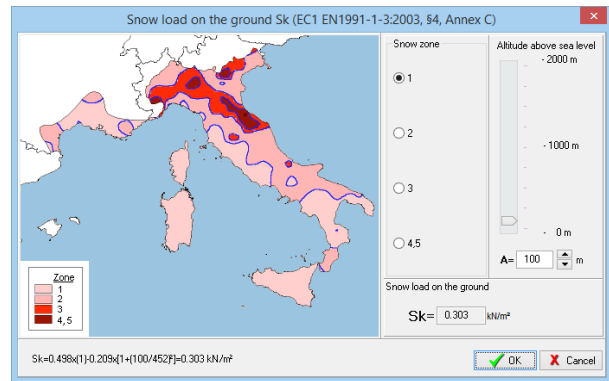 Snow load on the ground Sk (EC1 EN1991-1-3:2003, §4, Annex C)
Zone
1
2
3
4,5
Snow zone
1
2
3
4,5
Altitude above sea level
- 2000 m
- 1000 m
- 0 m
A= 100 m
Snow load on the ground
Sk= 0.303 kN/m²
Sk=0.498x[1]-0.209x[1+(100/452)²]=0.303 kN/m²
OK
Cancel